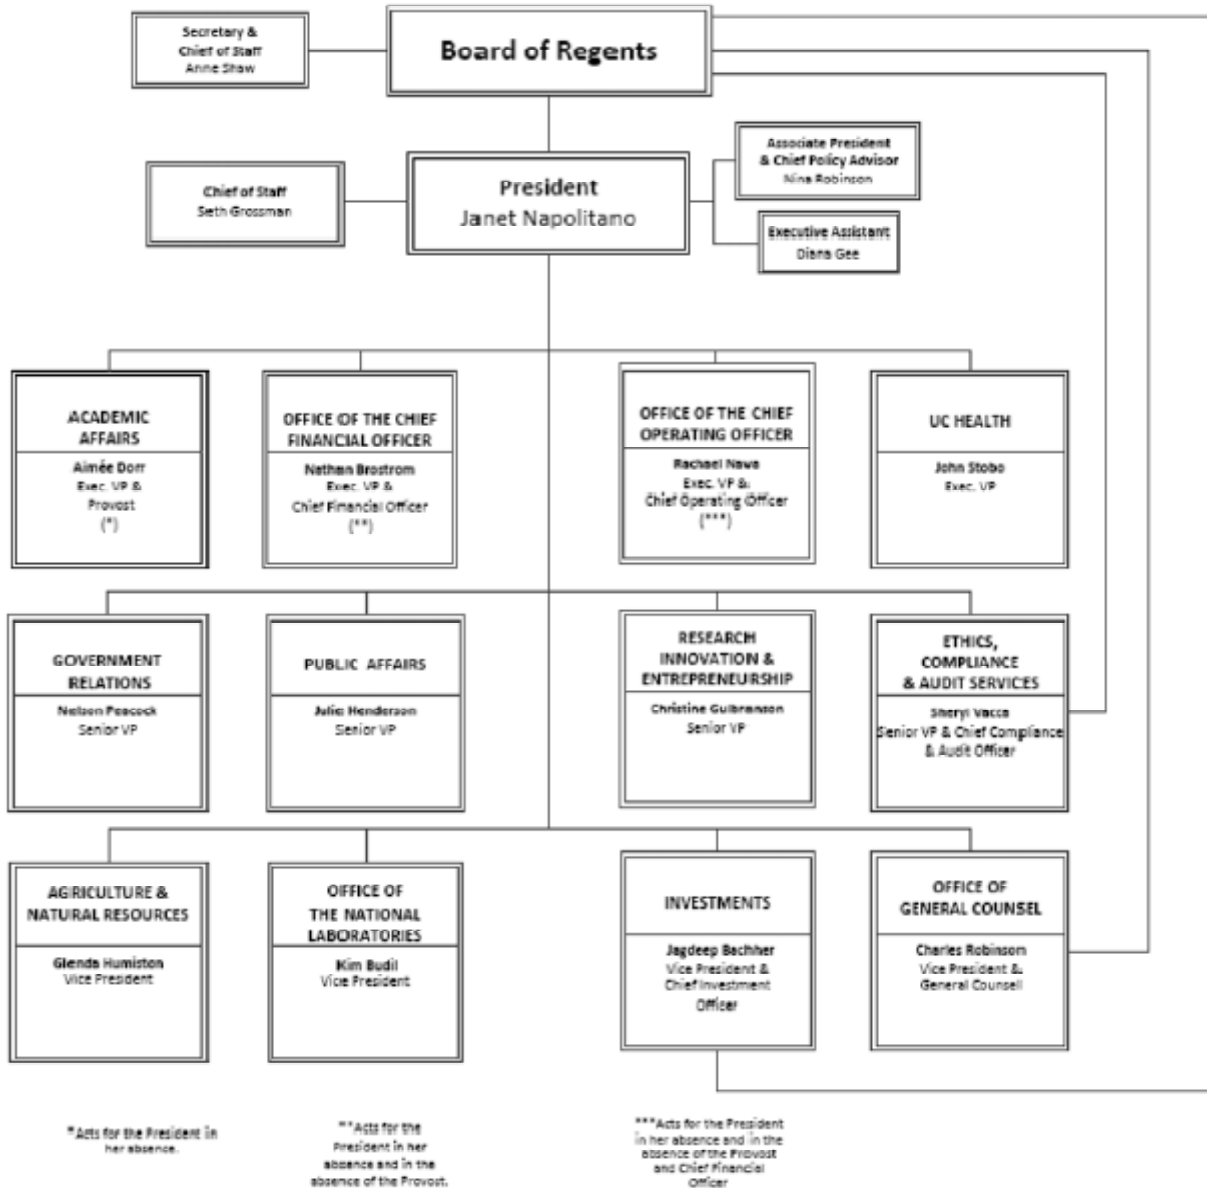 Secretary &
Chief of Staff
Anne Shaw
Board of Regents
Chief of Staff
Seth Grossman
President
Janet Napolitano
Associate President
& Chief Policy Advisor
Nina Robinson
Executive Assistant
Diana Gee
ACADEMIC
AFFAIRS
Aimée Dorr
Exec. VP &
Provost
(*)
OFFICE OF THE CHIEF
FINANCIAL OFFICER
Nathan Brostrom
Exec. VP &
Chief Financial Officer
(**)
OFFICE OF THE CHIEF
OPERATING OFFICER
Rachael Nava
Exec. VP &
Chief Operating Officer
(***)
UC HEALTH
John Stobo
Exec. VP
GOVERNMENT
RELATIONS
Nelson Peacock
Senior VP
PUBLIC AFFAIRS
Julie Henderson
Senior VP
RESEARCH
INNOVATION &
ENTREPRENEURSHIP
Christine Gulbranson
Senior VP
ETHICS,
COMPLIANCE
& AUDIT SERVICES
Sheryl Vacca
Senior VP & Chief Compliance
& Audit Officer
AGRICULTURE &
NATURAL RESOURCES
Glenda Humiston
Vice President
OFFICE OF
THE NATIONAL
LABORATORIES
Kim Budil
Vice President
INVESTMENTS
Jagdeep Bachher
Vice President &
Chief Investment
Officer
OFFICE OF
GENERAL COUNSEL
Charles Robinson
Vice President &
General Counsel
*Acts for the President in
her absence.
**Acts for the
President in her
absence and in the
absence of the Provost.
***Acts for the President
in her absence and in the
absence of the Provost
and Chief Financial
Officer